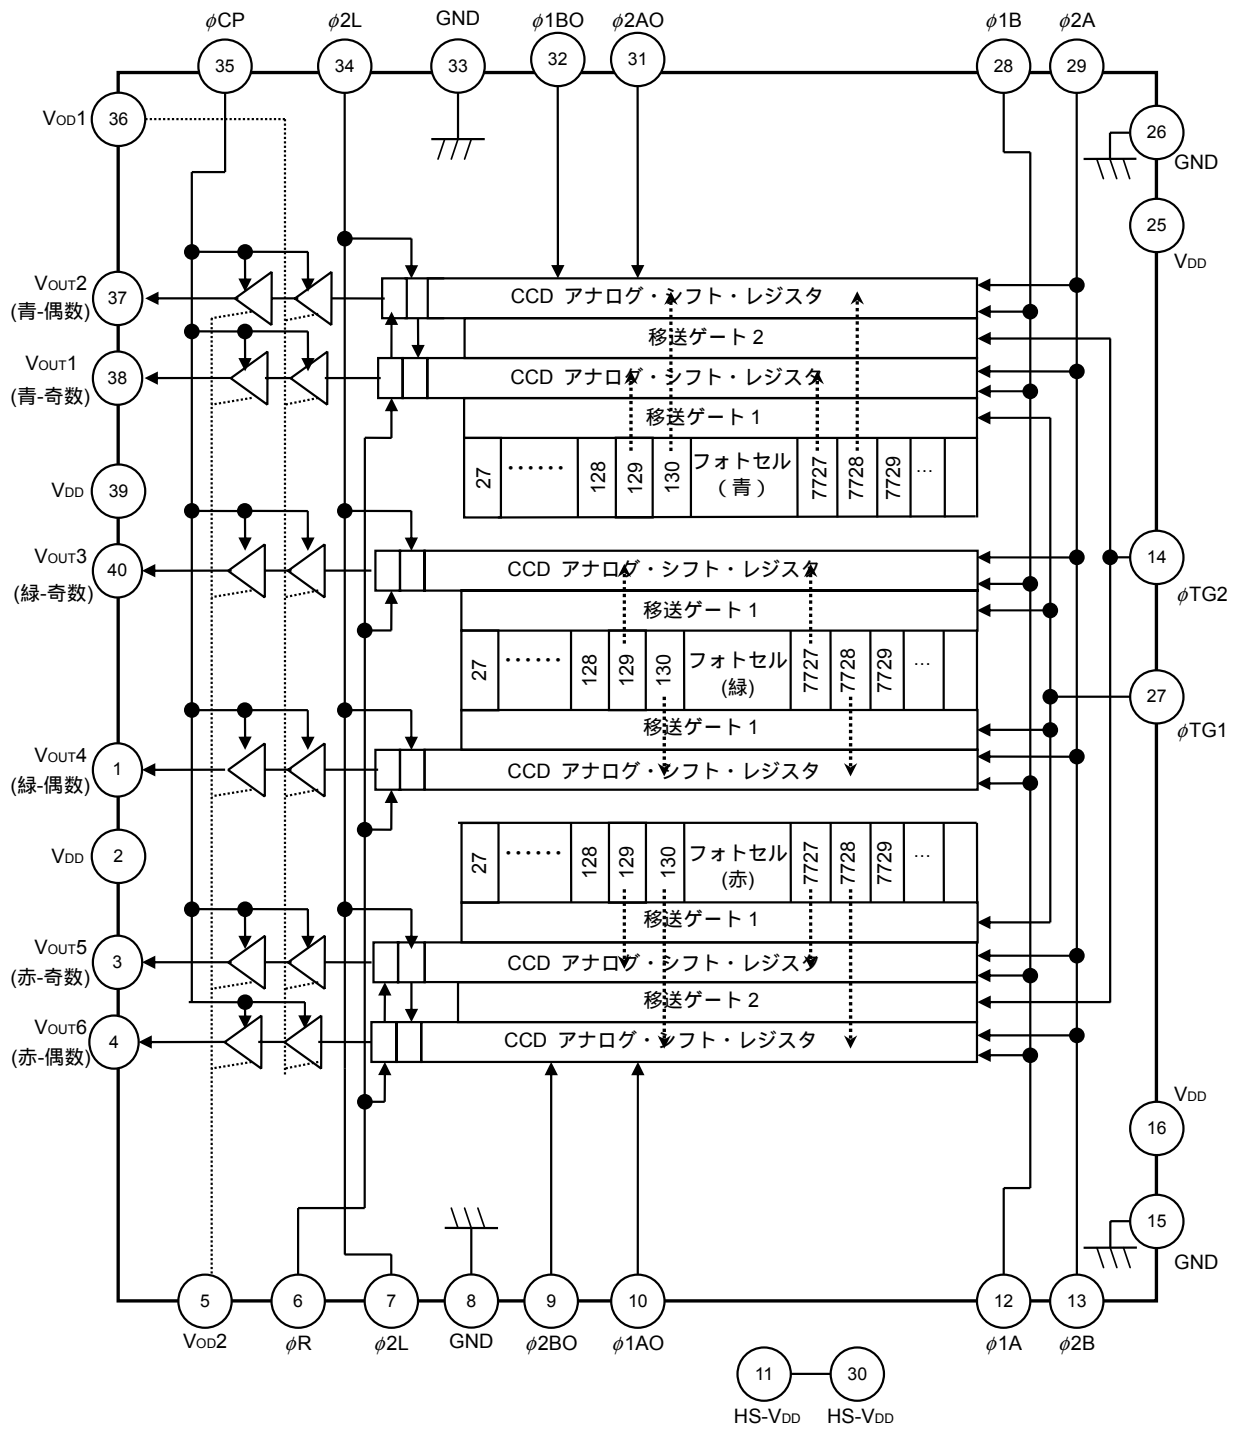 φCP
φ2L
GND
φ1BO
φ2AO
φ1B
φ2A
35
34
33
32
31
28
29
VOD1
36
26
GND
25
VDD
VOUT2
(青-偶数)
37
CCD アナログ・シフト・レジスタ
移送ゲート 2
VOUT1
(青-奇数)
38
CCD アナログ・シフト・レジスタ
移送ゲート 1
27
······
128
129
130
フォトセル
(青)
7727
7728
7729
...
VDD
39
VOUT3
(緑-奇数)
40
CCD アナログ・シフト・レジスタ
14
φTG2
移送ゲート 1
27
······
128
129
130
フォトセル
(緑)
7727
7728
7729
...
27
φTG1
移送ゲート 1
VOUT4
(緑-偶数)
1
CCD アナログ・シフト・レジスタ
VDD
2
27
······
128
129
130
フォトセル
(赤)
7727
7728
7729
...
移送ゲート 1
VOUT5
(赤-奇数)
3
CCD アナログ・シフト・レジスタ
移送ゲート 2
VOUT6
(赤-偶数)
4
CCD アナログ・シフト・レジスタ
VDD
16
15
GND
5
6
7
8
9
10
12
13
VOD2
φR
φ2L
GND
φ2BO
φ1AO
φ1A
φ2B
11
30
HS-VDD
HS-VDD